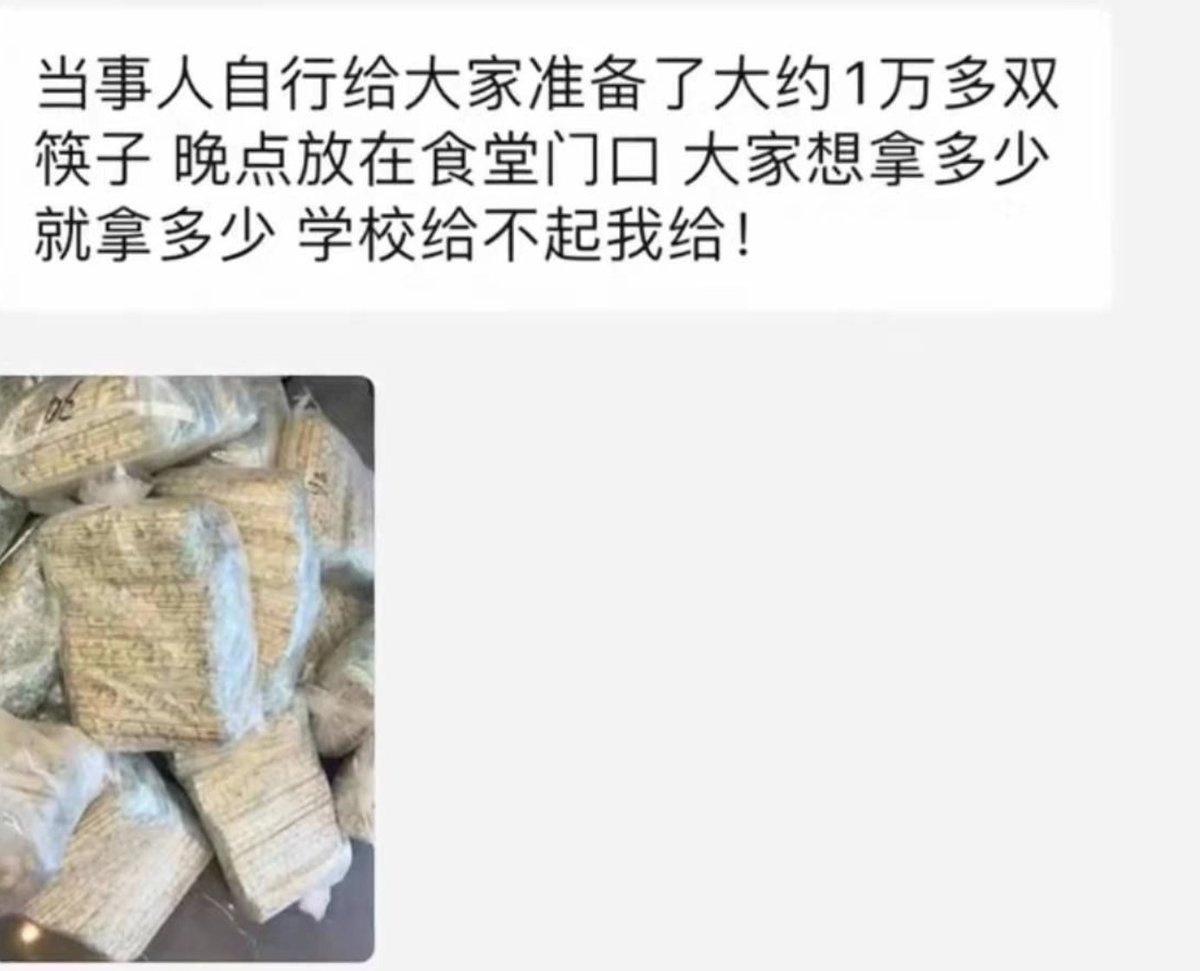 当事人自行给大家准备了大约1万多双
筷子 晚点放在食堂门口 大家想拿多少
就拿多少 学校给不起我给！